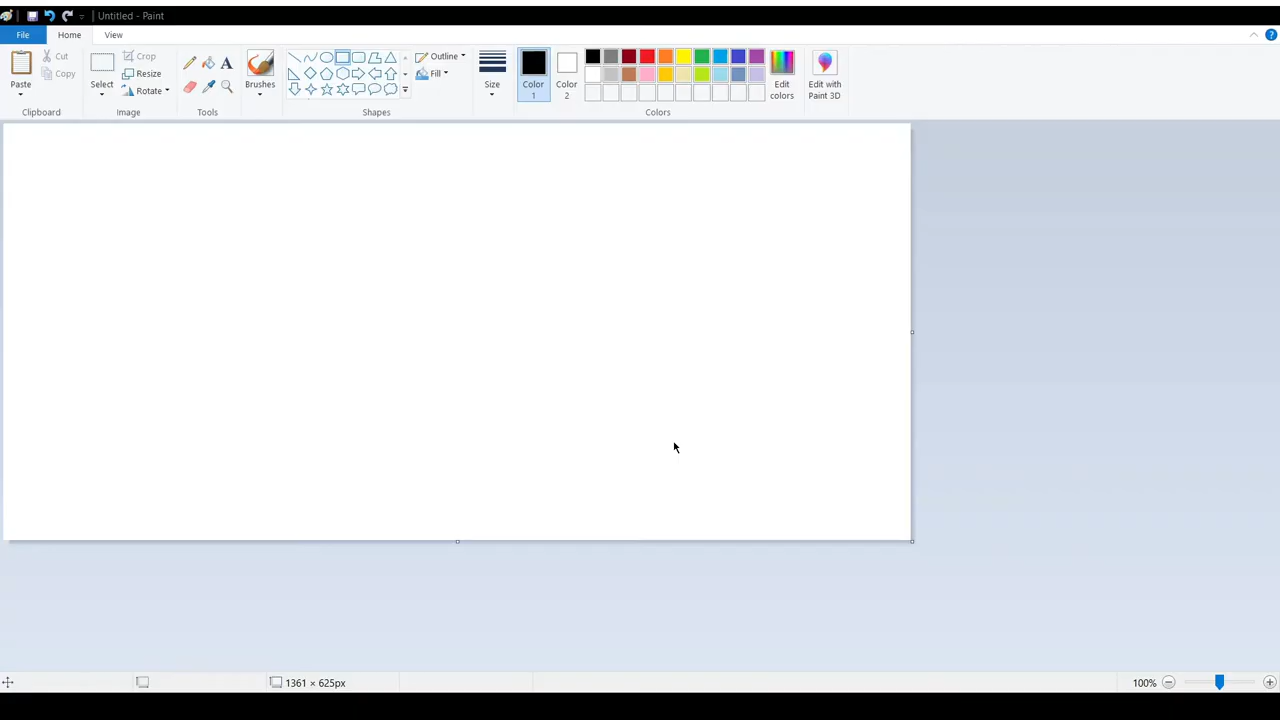 Untitled - Paint
File Home View
Paste Cut Copy Clipboard
Select Crop Resize Rotate Image
A Tools
Brushes
Shapes Outline Fill
Size
Color 1
Color 2
Edit colors Colors
Edit with Paint 3D
?
1361 × 625px
100%